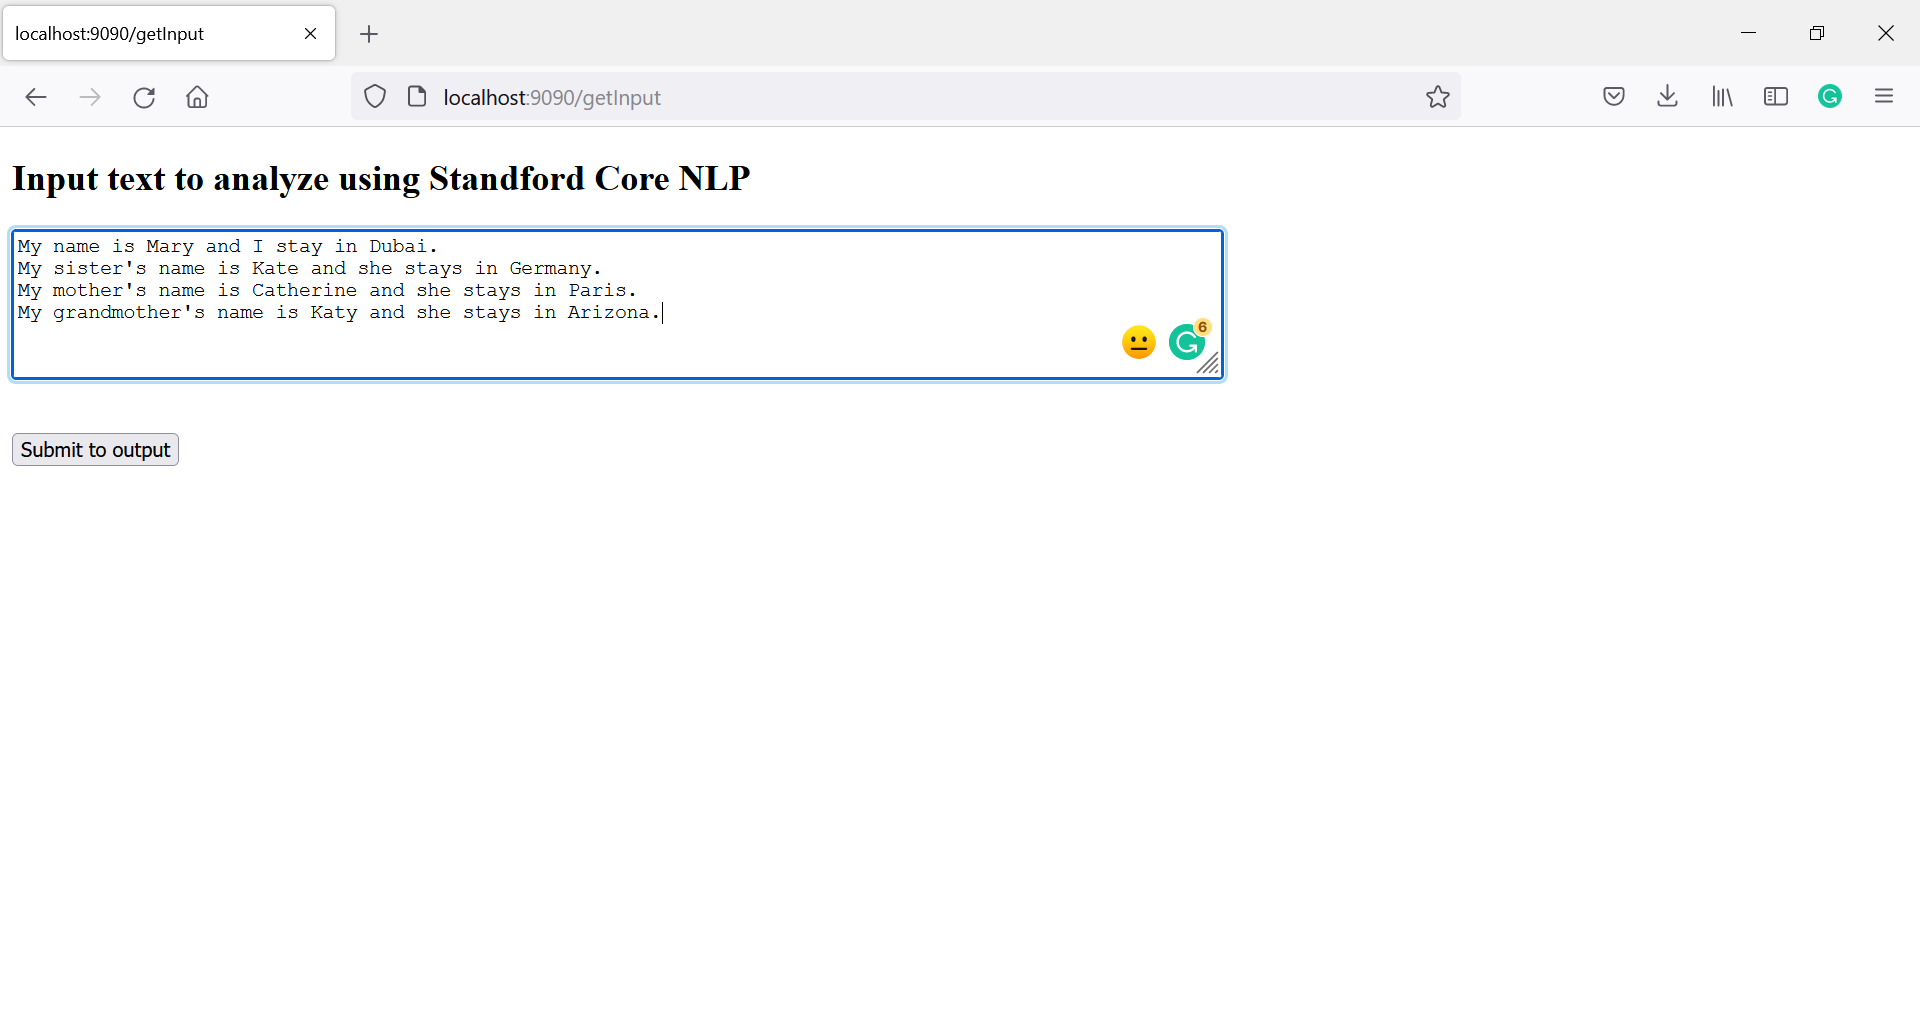 localhost:9090/getInput
localhost:9090/getInput
Input text to analyze using Standford Core NLP
My name is Mary and I stay in Dubai.
My sister's name is Kate and she stays in Germany.
My mother's name is Catherine and she stays in Paris.
My grandmother's name is Katy and she stays in Arizona.
6
Submit to output